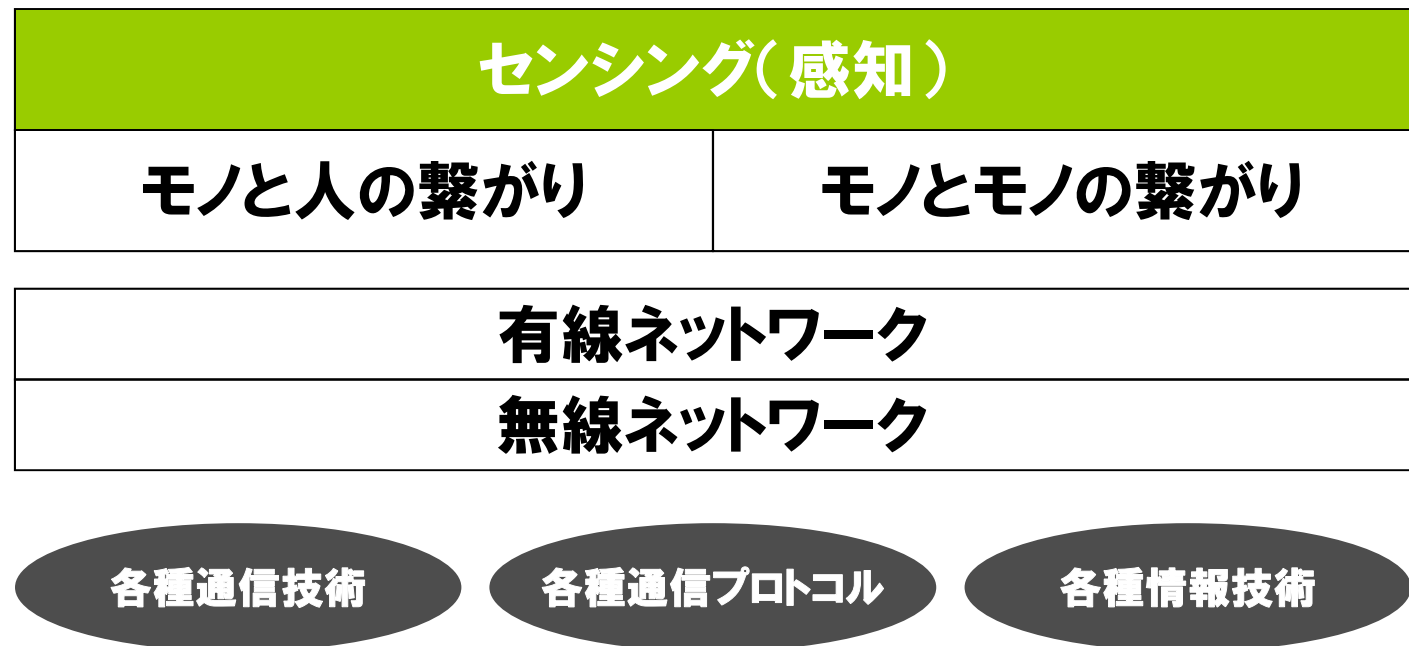 センシング(感知)
モノと人の繋がり
モノとモノの繋がり
有線ネットワーク
無線ネットワーク
各種通信技術
各種通信プロトコル
各種情報技術